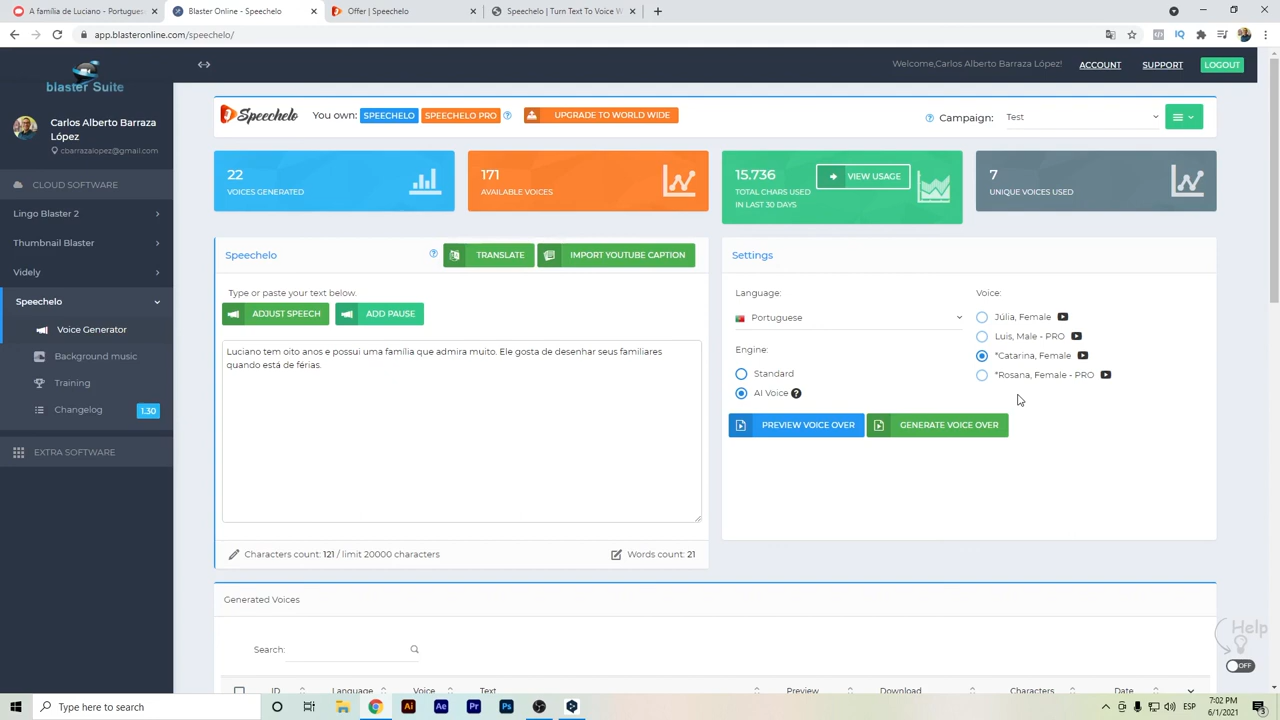 A família de Luciano - Portugues
Blaster Online - Speechelo
Offer | Speechelo
Speechelo | Turn Text To Voice W
app.blasteronline.com/speechelo/
blaster Suite
Welcome,Carlos Alberto Barraza López!
ACCOUNT
SUPPORT
LOGOUT
Carlos Alberto Barraza
López
cbarrazalopez@gmail.com
CLOUD SOFTWARE
Lingo Blaster 2
Thumbnail Blaster
Videly
Speechelo
Voice Generator
Background music
Training
Changelog
1.30
EXTRA SOFTWARE
Speechelo
You own: SPEECHELO SPEECHELO PRO
UPGRADE TO WORLD WIDE
Campaign: Test
22
VOICES GENERATED
171
AVAILABLE VOICES
15.736
TOTAL CHARS USED
IN LAST 30 DAYS
VIEW USAGE
7
UNIQUE VOICES USED
Speechelo
TRANSLATE
IMPORT YOUTUBE CAPTION
Type or paste your text below.
ADJUST SPEECH
ADD PAUSE
Luciano tem oito anos e possui uma família que admira muito. Ele gosta de desenhar seus familiares
quando está de férias.
Characters count: 121 / limit 20000 characters
Words count: 21
Settings
Language:
Portuguese
Engine:
Standard
AI Voice
Voice:
Júlia, Female
Luis, Male - PRO
*Catarina, Female
*Rosana, Female - PRO
PREVIEW VOICE OVER
GENERATE VOICE OVER
Generated Voices
Search:
ID Language Voice Text Preview Download Characters Date
Help
OFF
Type here to search
Ai
Ae
Pr
Ps
ESP
7:02 PM
6/1/2021
3